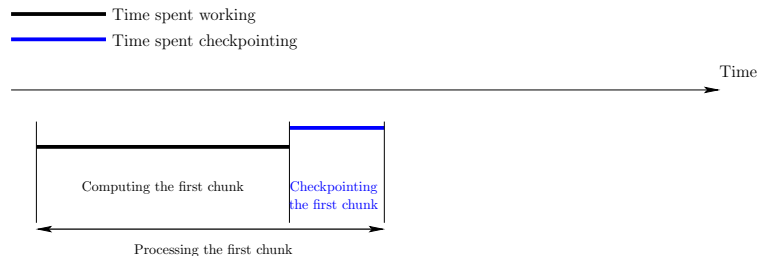 Time spent working
Time spent checkpointing
Time
Computing the first chunk
Checkpointing
the first chunk
Processing the first chunk